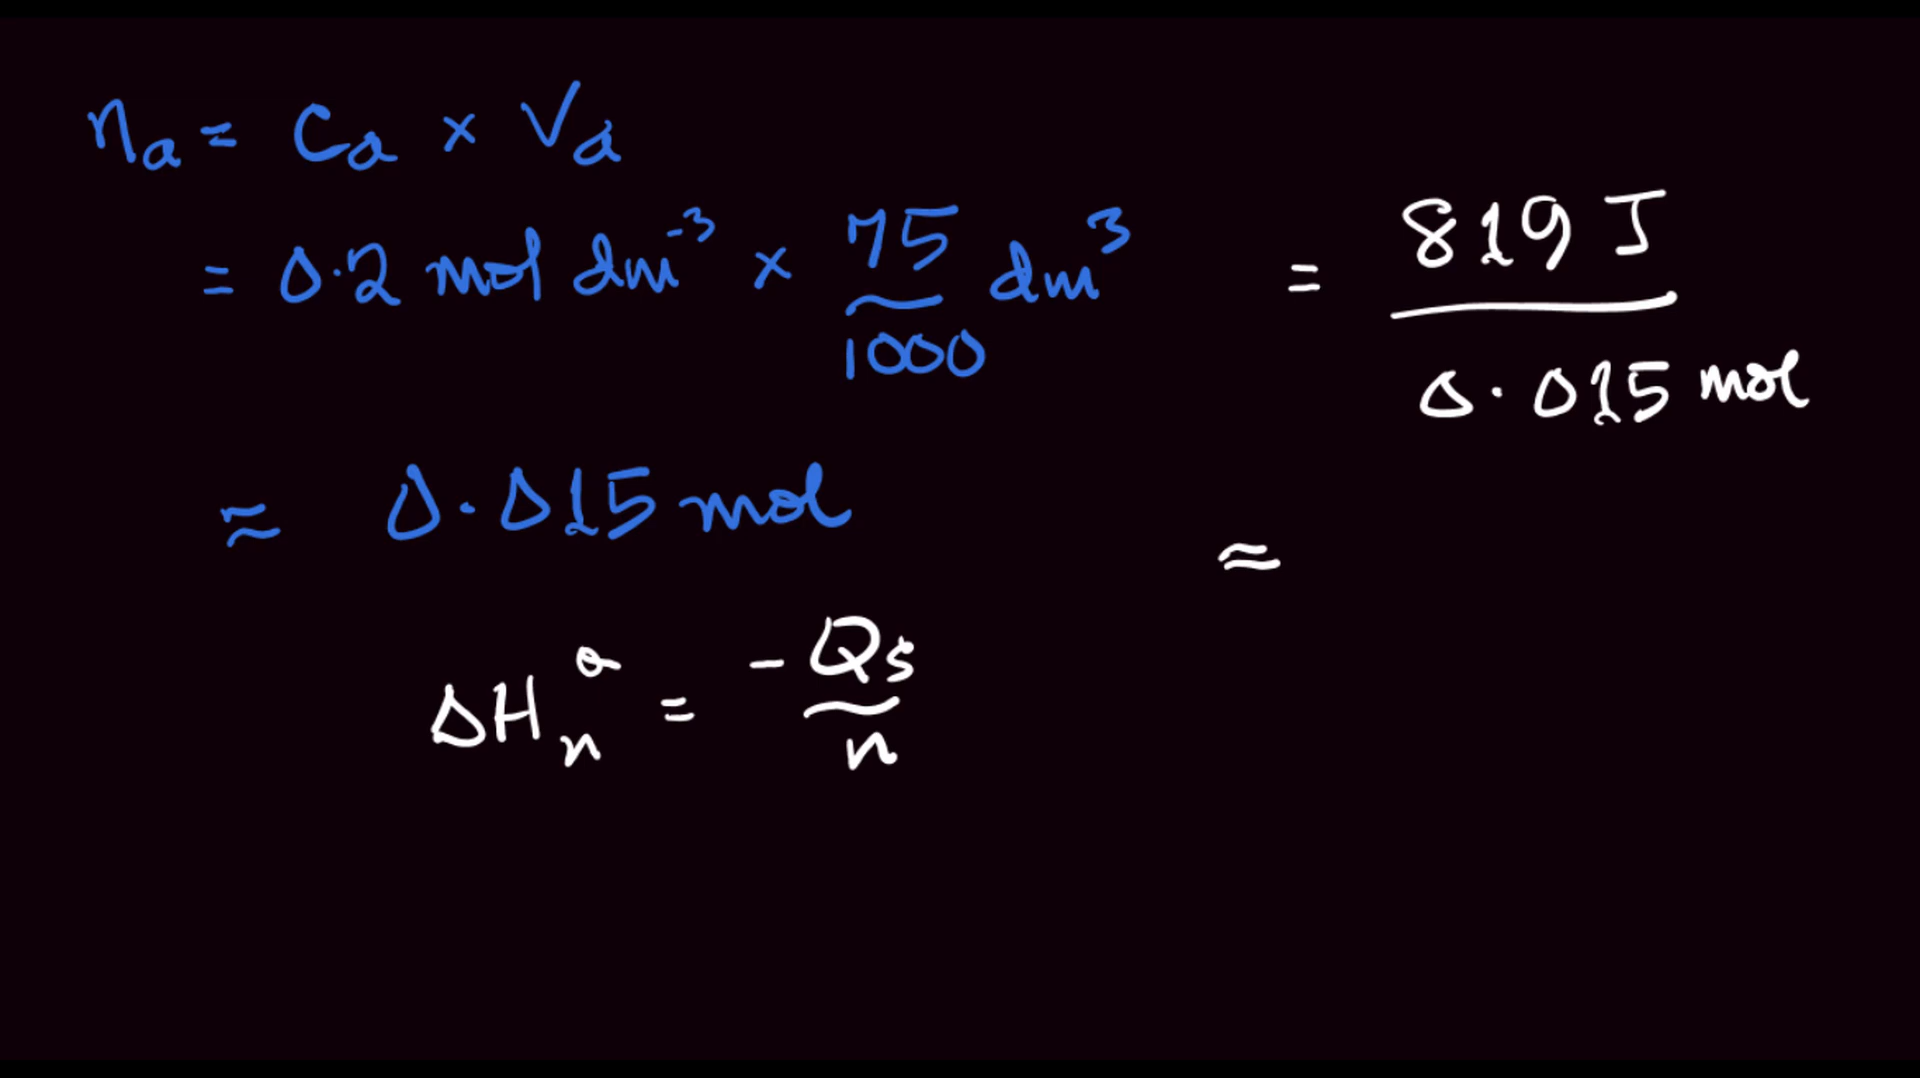 nₐ = Cₐ × Vₐ
= 0.2 mol dm⁻³ × 75/1000 dm³
≈ 0.015 mol
ΔHₙ° = -Qs/n
= 819 J / 0.015 mol
≈